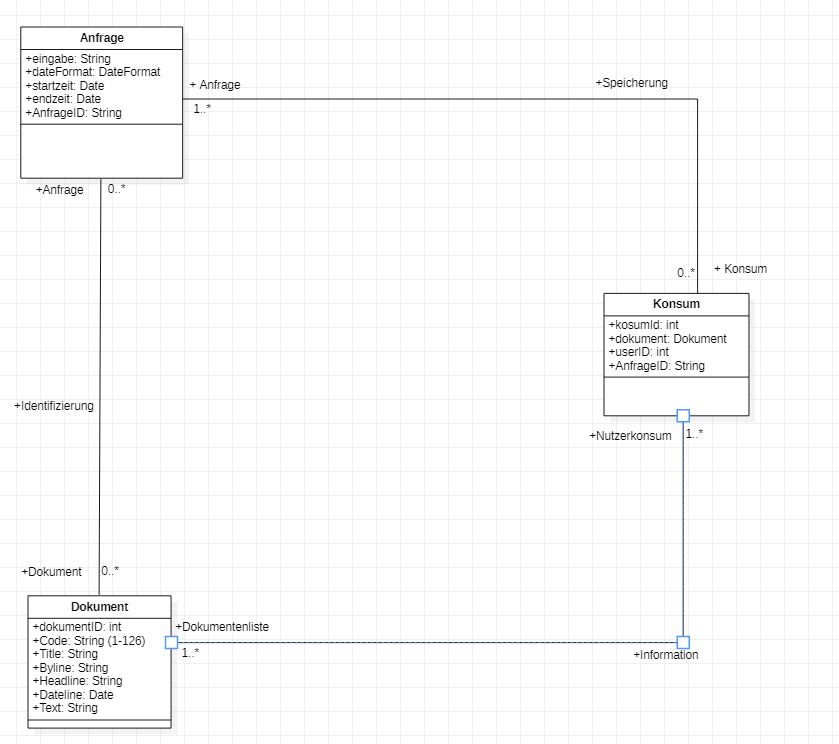 Anfrage
+eingabe: String
+dateFormat: DateFormat
+startzeit: Date
+endzeit: Date
+AnfrageID: String
+ Anfrage
1..*
+Speicherung
+Anfrage
0..*
0..*
+ Konsum
Konsum
+kosumId: int
+dokument: Dokument
+userID: int
+AnfrageID: String
+Identifizierung
+Nutzerkonsum
1..*
+Dokument
0..*
Dokument
+dokumentID: int
+Code: String (1-126)
+Title: String
+Byline: String
+Headline: String
+Dateline: Date
+Text: String
+Dokumentenliste
1..*
+Information